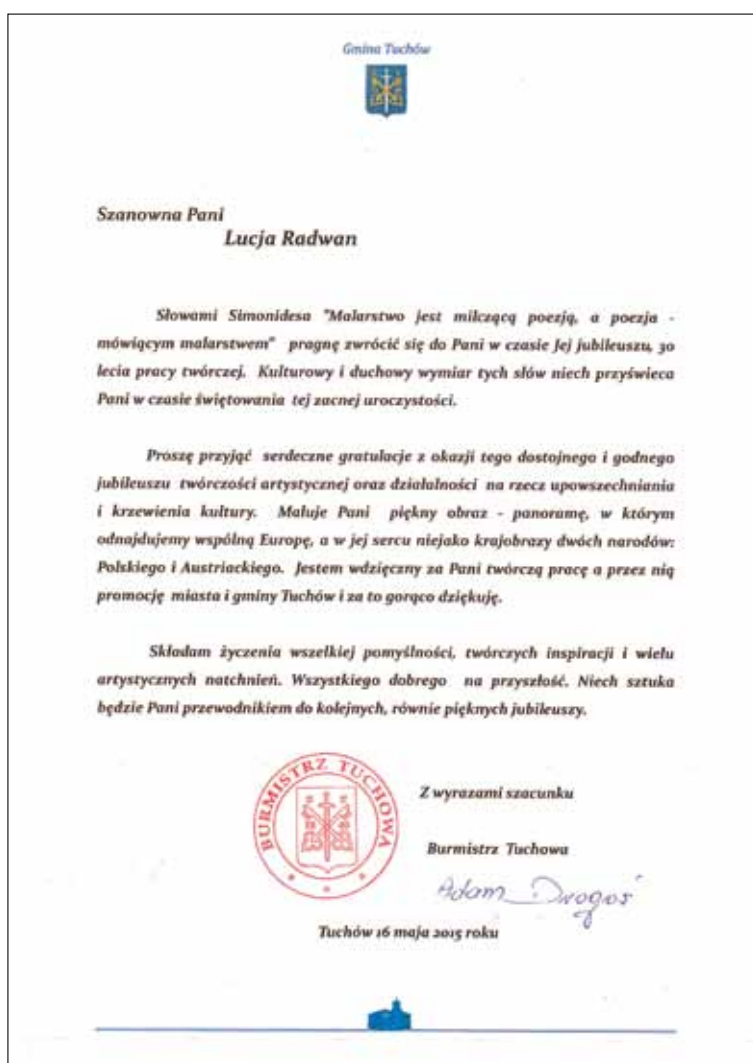 Gmina Tuchów
Szanowna Pani
Lucja Radwan
Słowami Simonidesa "Malarstwo jest milczącą poezją, a poezja -
mówiącym malarstwem" pragnę zwrócić się do Pani w czasie Jej jubileuszu, 30
lecia pracy twórczej. Kulturowy i duchowy wymiar tych słów niech przyświeca
Pani w czasie świętowania tej zacnej uroczystości.
Proszę przyjąć serdeczne gratulacje z okazji tego dostojnego i godnego
jubileuszu twórczości artystycznej oraz działalności na rzecz upowszechniania
i krzewienia kultury. Maluje Pani piękny obraz - panoramę, w którym
odnajdujemy wspólną Europę, a w jej sercu niejako krajobrazy dwóch narodów:
Polskiego i Austriackiego. Jestem wdzięczny za Pani twórczą pracę a przez nią
promocję miasta i gminy Tuchów i za to gorąco dziękuję.
Składam życzenia wszelkiej pomyślności, twórczych inspiracji i wielu
artystycznych natchnień. Wszystkiego dobrego na przyszłość. Niech sztuka
będzie Pani przewodnikiem do kolejnych, równie pięknych jubileuszy.
BURMISTRZ TUCHOWA
Z wyrazami szacunku
Burmistrz Tuchowa
Adam Drogoś
Tuchów 16 maja 2015 roku